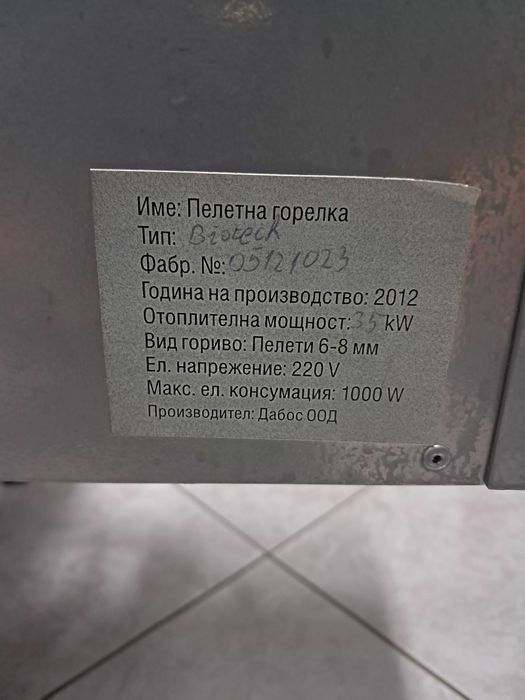 Име: Пелетна горелка
Тип: Bioteck
Фабр. №: 05121023
Година на производство: 2012
Отоплителна мощност: 35 kW
Вид гориво: Пелети 6-8 мм
Ел. напрежение: 220 V
Макс. ел. консумация: 1000 W
Производител: Дабос ООД